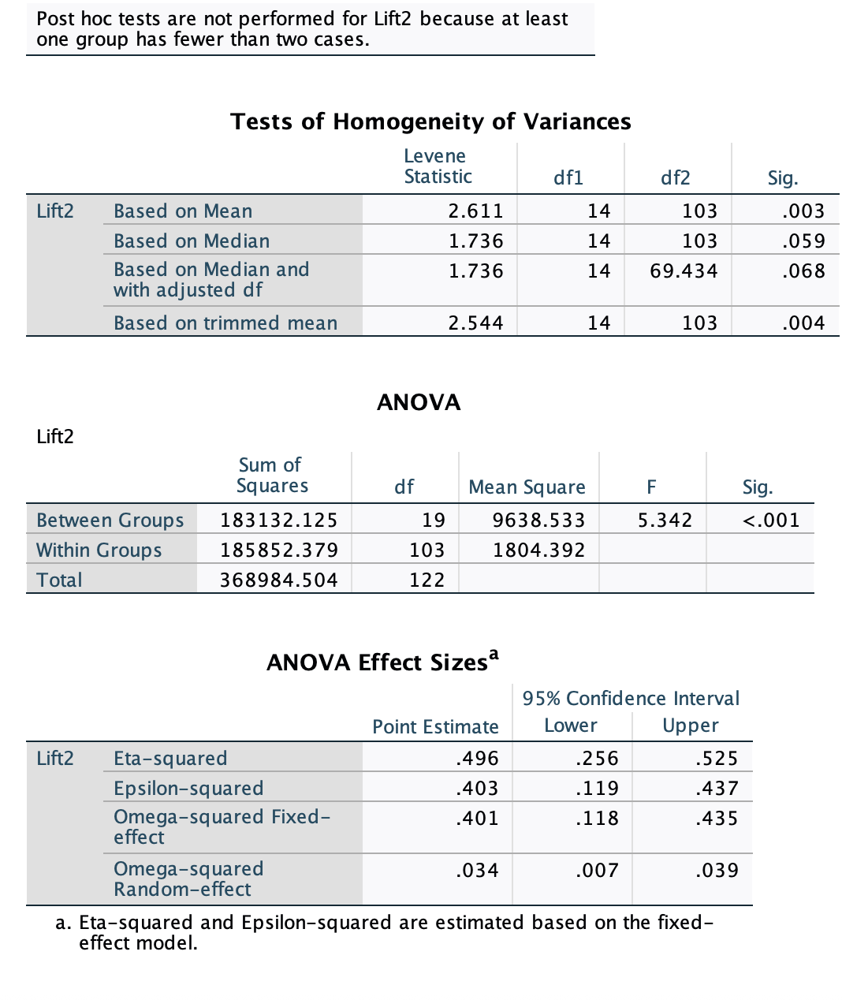 Post hoc tests are not performed for Lift2 because at least
one group has fewer than two cases.
Tests of Homogeneity of Variances
Levene
Statistic df1 df2 Sig.
Lift2 Based on Mean 2.611 14 103 .003
Based on Median 1.736 14 103 .059
Based on Median and
with adjusted df 1.736 14 69.434 .068
Based on trimmed mean 2.544 14 103 .004
ANOVA
Lift2
Sum of
Squares df Mean Square F Sig.
Between Groups 183132.125 19 9638.533 5.342 <.001
Within Groups 185852.379 103 1804.392
Total 368984.504 122
ANOVA Effect Sizesa
95% Confidence Interval
Point Estimate Lower Upper
Lift2 Eta-squared .496 .256 .525
Epsilon-squared .403 .119 .437
Omega-squared Fixed-
effect .401 .118 .435
Omega-squared
Random-effect .034 .007 .039
a. Eta-squared and Epsilon-squared are estimated based on the fixed-
effect model.